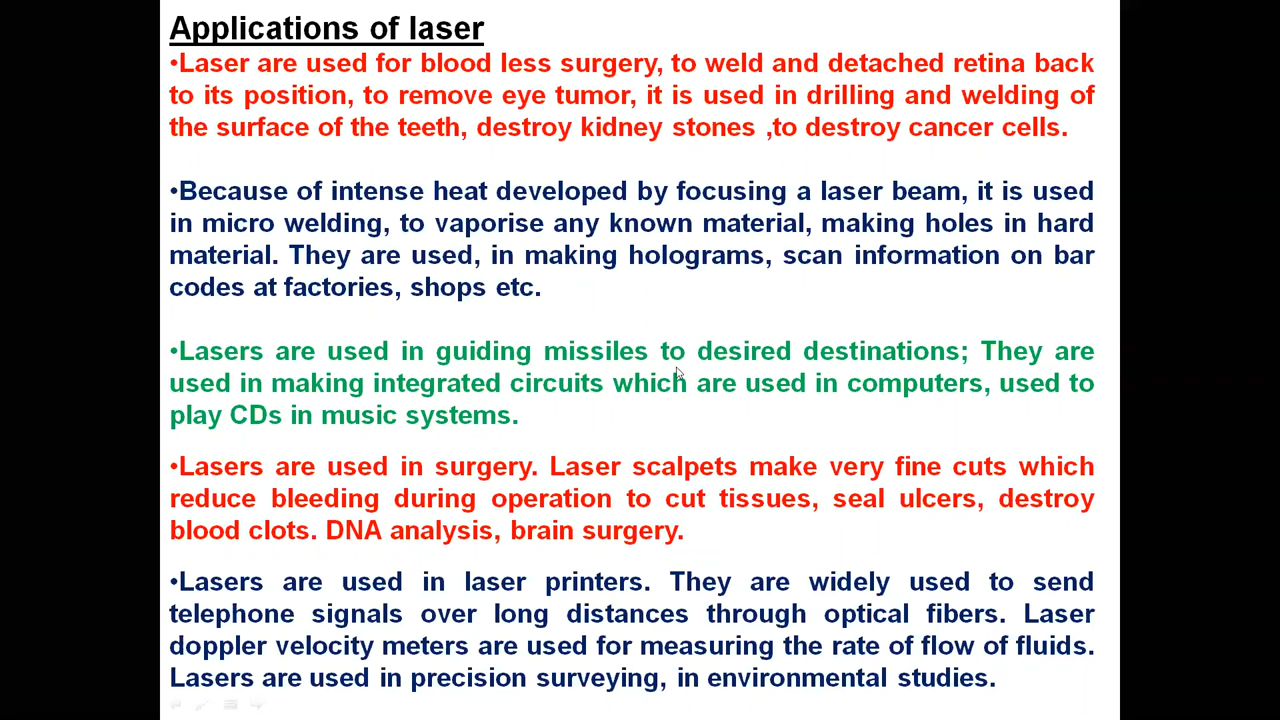 Applications of laser
•Laser are used for blood less surgery, to weld and detached retina back
to its position, to remove eye tumor, it is used in drilling and welding of
the surface of the teeth, destroy kidney stones ,to destroy cancer cells.
•Because of intense heat developed by focusing a laser beam, it is used
in micro welding, to vaporise any known material, making holes in hard
material. They are used, in making holograms, scan information on bar
codes at factories, shops etc.
•Lasers are used in guiding missiles to desired destinations; They are
used in making integrated circuits which are used in computers, used to
play CDs in music systems.
•Lasers are used in surgery. Laser scalpets make very fine cuts which
reduce bleeding during operation to cut tissues, seal ulcers, destroy
blood clots. DNA analysis, brain surgery.
•Lasers are used in laser printers. They are widely used to send
telephone signals over long distances through optical fibers. Laser
doppler velocity meters are used for measuring the rate of flow of fluids.
Lasers are used in precision surveying, in environmental studies.